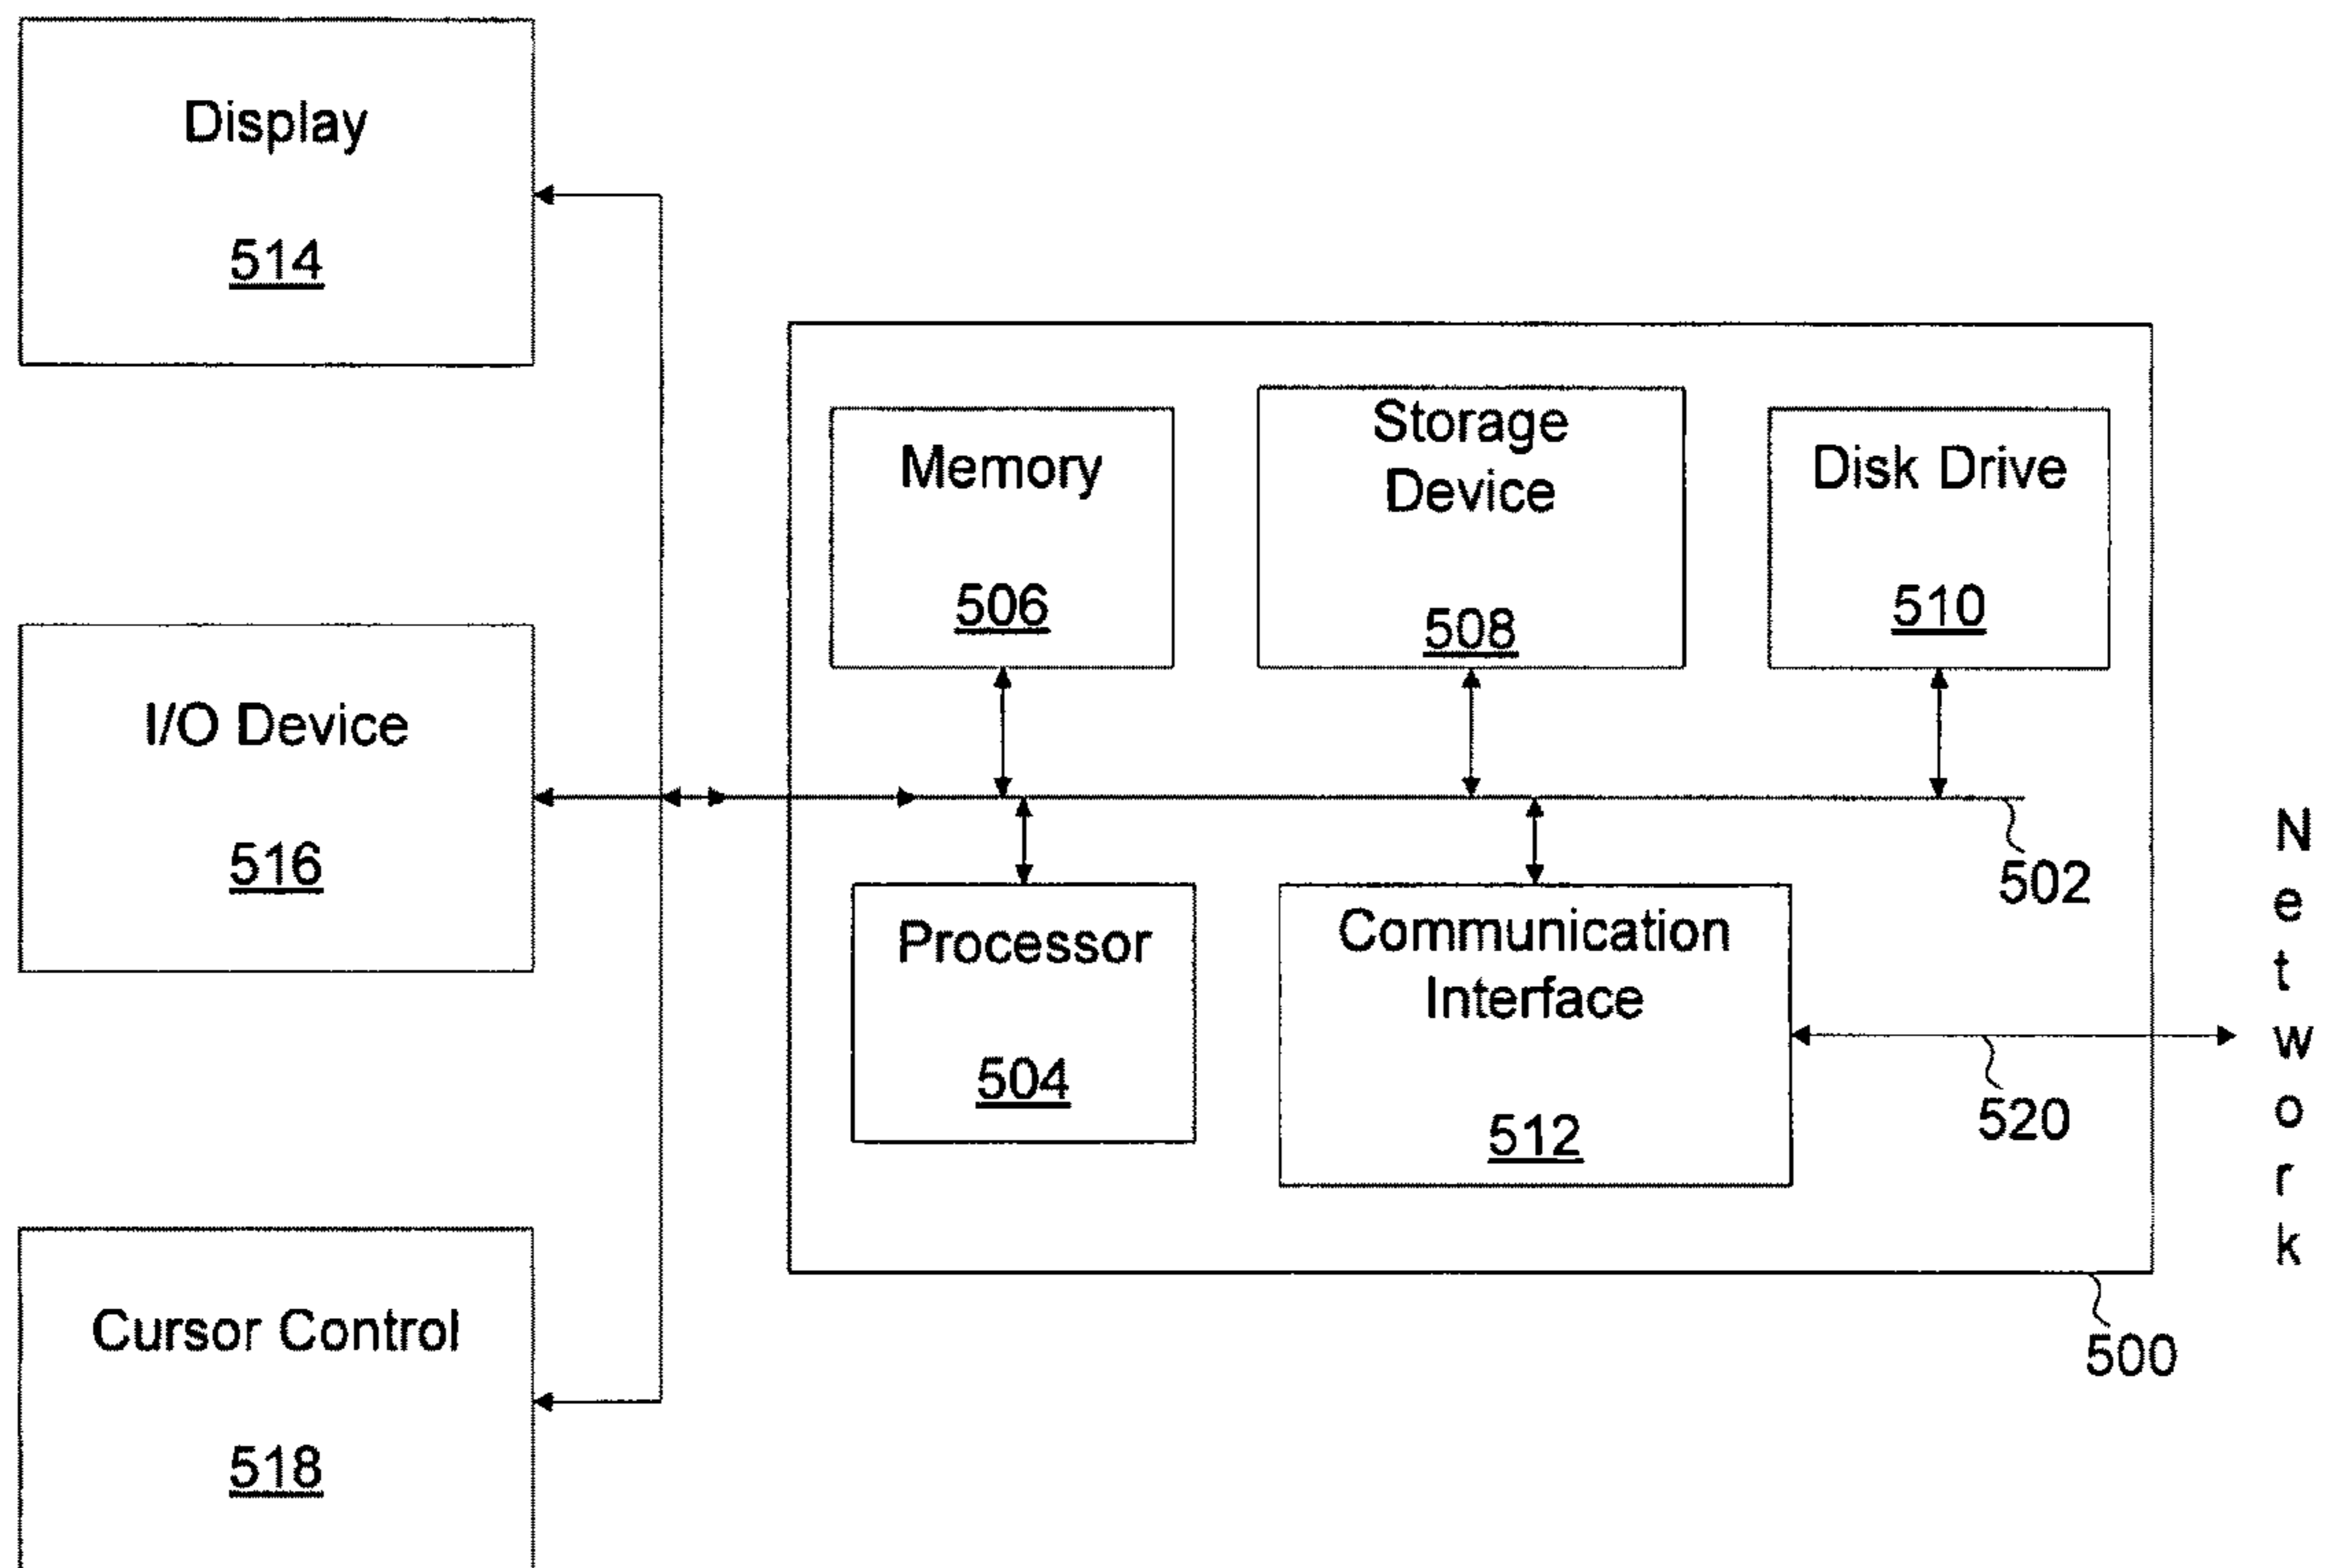 Display
514
I/O Device
516
Cursor Control
518
Memory
506
Storage
Device
508
Disk Drive
510
502
Processor
504
Communication
Interface
512
520
500
N
e
t
w
o
r
k